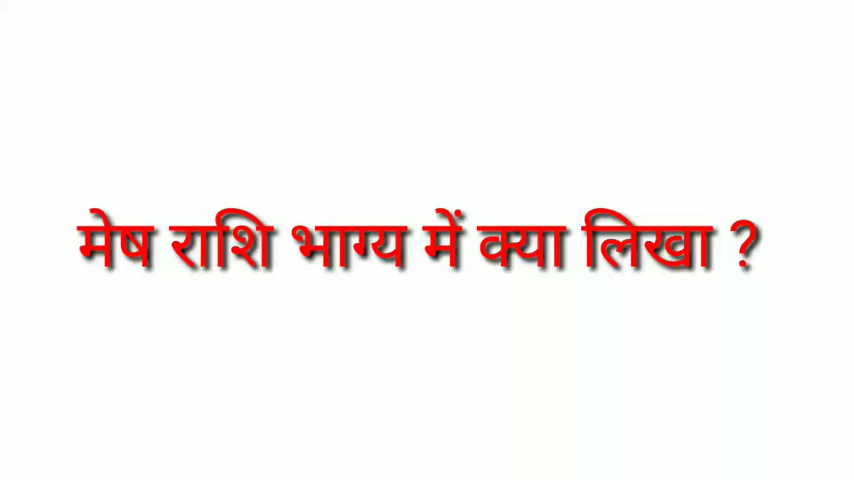 मेष राशि भाग्य में क्या लिखा ?